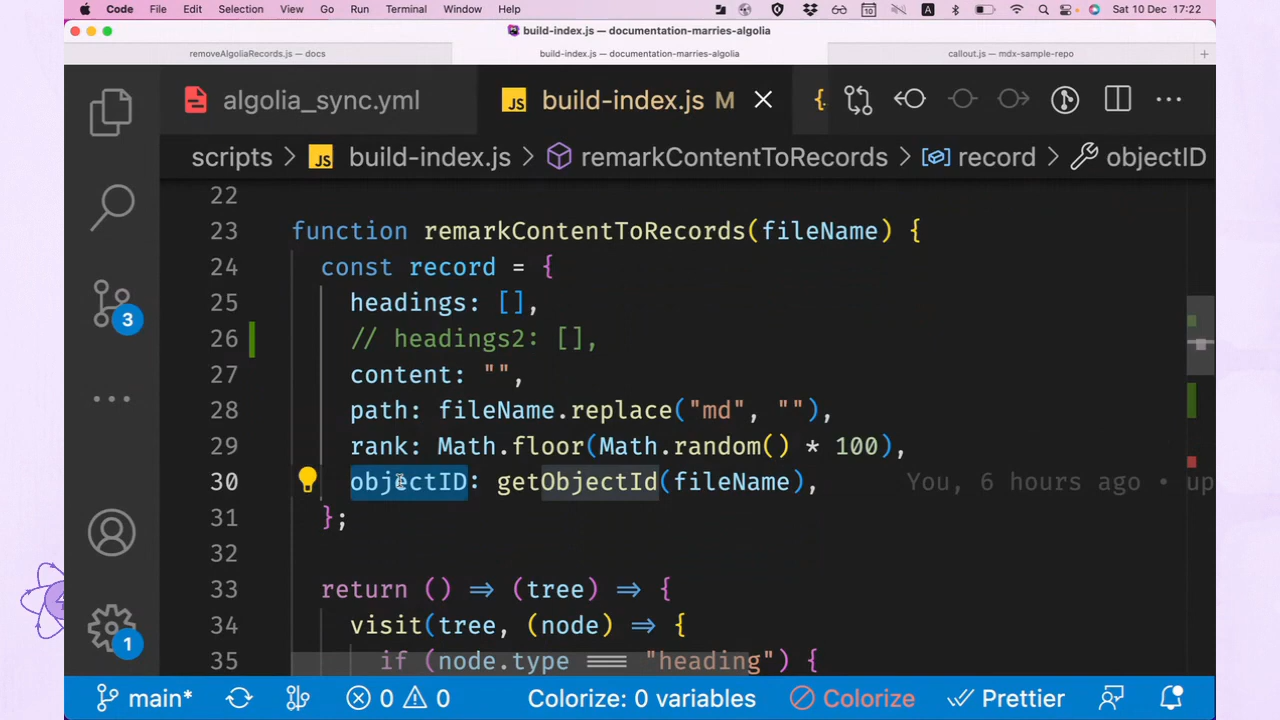 Code File Edit Selection View Go Run Terminal Window Help 10 A Sat 10 Dec 17:22
build-index.js — documentation-marries-algolia
removeAlgoliaRecords.js — docs build-index.js — documentation-marries-algolia callout.js — mdx-sample-repo
algolia_sync.yml JS build-index.js M {.
scripts > JS build-index.js > remarkContentToRecords > record > objectID
22
23 function remarkContentToRecords(fileName) {
24 const record = {
25 headings: [],
26 // headings2: [],
27 content: "",
28 path: fileName.replace("md", ""),
29 rank: Math.floor(Math.random() * 100),
30 objectID: getObjectId(fileName), You, 6 hours ago • up
31 };
32
33 return () => (tree) => {
34 visit(tree, (node) => {
35 if (node.type === "heading") {
3
1
main* 0 0 Colorize: 0 variables Colorize Prettier